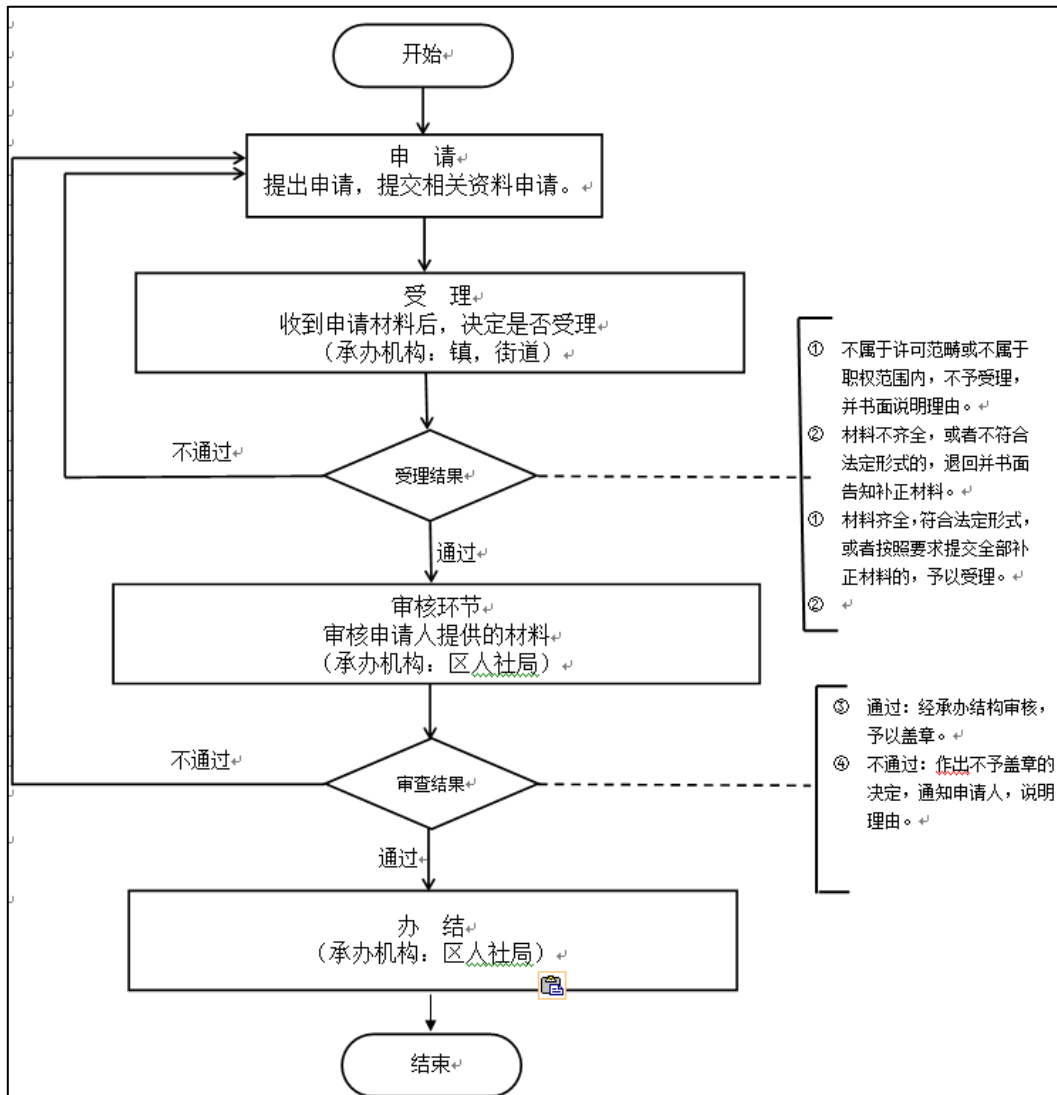 开始
申 请
提出申请，提交相关资料申请。
受 理
收到申请材料后，决定是否受理
（承办机构：镇，街道）
不通过
受理结果
① 不属于许可范畴或不属于
职权范围内，不予受理，
并书面说明理由。
② 材料不齐全，或者不符合
法定形式的，退回并书面
告知补正材料。
① 材料齐全，符合法定形式，
或者按照要求提交全部补
正材料的，予以受理。
②
通过
审核环节
审核申请人提供的材料
（承办机构：区人社局）
不通过
审查结果
③ 通过：经承办结构审核，
予以盖章。
④ 不通过：作出不予盖章的
决定，通知申请人，说明
理由。
通过
办 结
（承办机构：区人社局）
结束